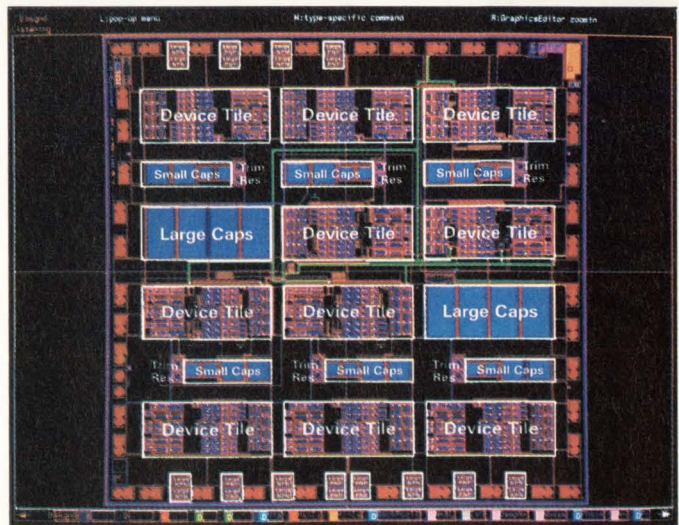 L:pop-up menu M:type-specific command R:GraphicsEditor zoomin
Device Tile Device Tile Device Tile
Small Caps Trim Res Small Caps Trim Res Small Caps Trim Res
Large Caps Device Tile Device Tile
Device Tile Device Tile Large Caps
Trim Res Small Caps Trim Res Small Caps Trim Res Small Caps
Device Tile Device Tile Device Tile